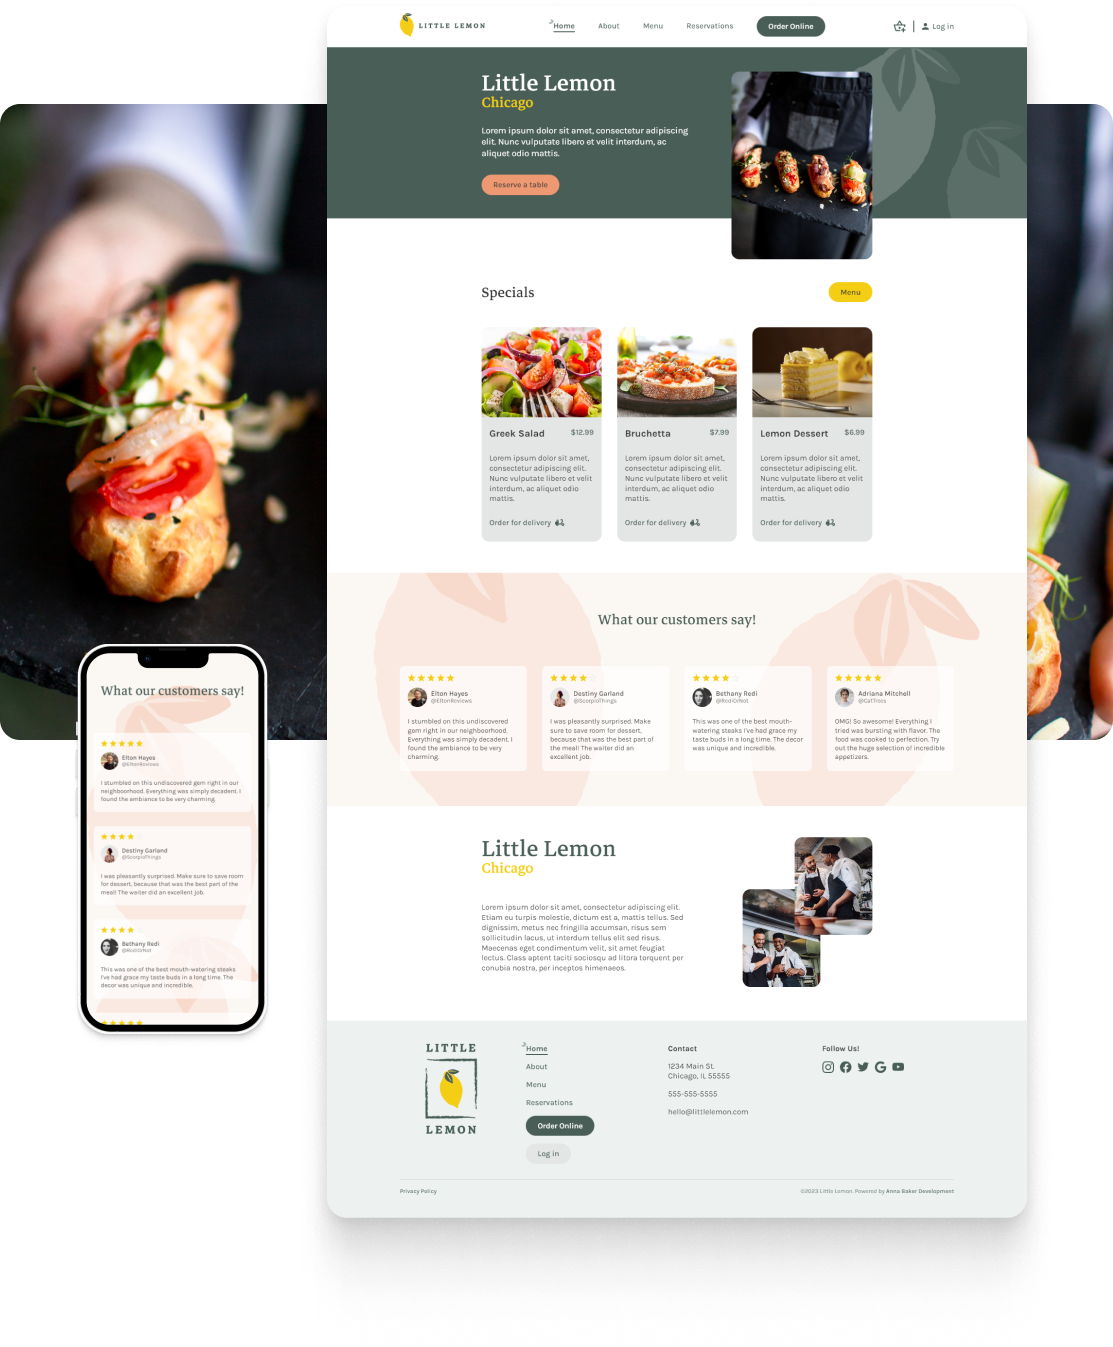 LITTLE LEMON
Home
About
Menu
Reservations
Order Online
Log in
Little Lemon
Chicago
Lorem ipsum dolor sit amet, consectetur adipiscing
elit. Nunc vulputate libero et velit interdum, ac
aliquet odio mattis.
Reserve a table
Specials
Menu
Greek Salad $12.99
Lorem ipsum dolor sit amet,
consectetur adipiscing elit.
Nunc vulputate libero et velit
interdum, ac aliquet odio
mattis.
Order for delivery
Bruchetta $7.99
Lorem ipsum dolor sit amet,
consectetur adipiscing elit.
Nunc vulputate libero et velit
interdum, ac aliquet odio
mattis.
Order for delivery
Lemon Dessert $6.99
Lorem ipsum dolor sit amet,
consectetur adipiscing elit.
Nunc vulputate libero et velit
interdum, ac aliquet odio
mattis.
Order for delivery
What our customers say!
Elton Hayes
@EltonReviews
I stumbled on this undiscovered
gem right in our neighbourhood.
Everything was simply decadent. I
found the ambiance to be very
charming.
Destiny Garland
@ScorpioThings
I was pleasantly surprised. Make
sure to save room for dessert,
because that was the best part of
the meal! The waiter did an
excellent job.
Bethany Redi
@RediOrNot
This was one of the best mouth-
watering steaks I've had grace my
taste buds in a long time. The decor
was unique and incredible.
Adriana Mitchell
@CatTrees
OMG! So awesome! Everything I
tried was bursting with flavor. The
food was cooked to perfection. Try
out the huge selection of incredible
appetizers.
What our customers say!
Elton Hayes
@EltonReviews
I stumbled on this undiscovered gem right in our
neighboorhood. Everything was simply decadent. I
found the ambiance to be very charming.
Destiny Garland
@ScorpioThings
I was pleasantly surprised. Make sure to save room
for dessert, because that was the best part of the
meal! The waiter did an excellent job.
Bethany Redi
@RediOrNot
This was one of the best mouth-watering steaks
I've had grace my taste buds in a long time. The
decor was unique and incredible.
Little Lemon
Chicago
Lorem ipsum dolor sit amet, consectetur adipiscing elit.
Etiam eu turpis molestie, dictum est a, mattis tellus. Sed
dignissim, metus nec fringilla accumsan, risus sem
sollicitudin lacus, ut interdum tellus elit sed risus.
Maecenas eget condimentum velit, sit amet feugiat
lectus. Class aptent taciti sociosqu ad litora torquent per
conubia nostra, per inceptos himenaeos.
LITTLE
LEMON
Home
About
Menu
Reservations
Order Online
Log in
Contact
1234 Main St.
Chicago, IL 55555
555-555-5555
hello@littlelemon.com
Follow Us!
Privacy Policy
©2023 Little Lemon. Powered by Anna Baker Development